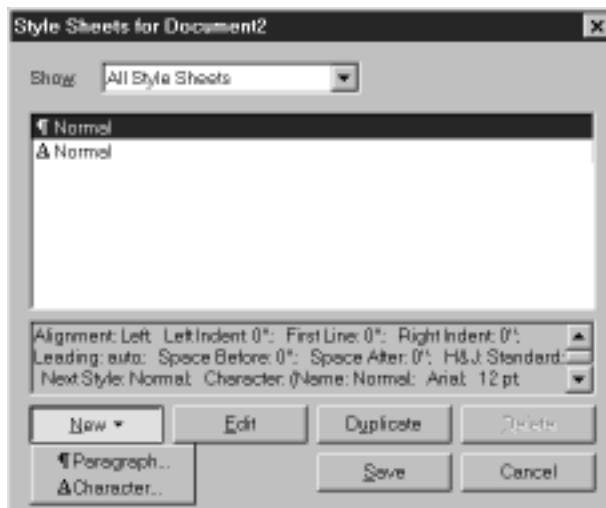 Style Sheets for Document2
Show: All Style Sheets
¶ Normal
A Normal
Alignment: Left; Left Indent: 0"; First Line: 0"; Right Indent: 0";
Leading: auto; Space Before: 0"; Space After: 0"; H&J: Standard;
Next Style: Normal; Character: (Name: Normal; Arial; 12 pt
New Edit Duplicate Delete
¶ Paragraph...
A Character...
Save Cancel